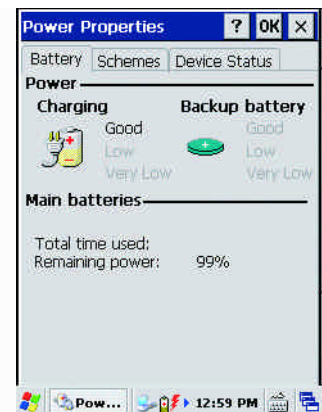 Power Properties ? OK ×
Battery Schemes Device Status
Power
Charging Backup battery
Good Good
Low Low
Very Low Very Low
Main batteries
Total time used:
Remaining power: 99%
Pow... 12:59 PM